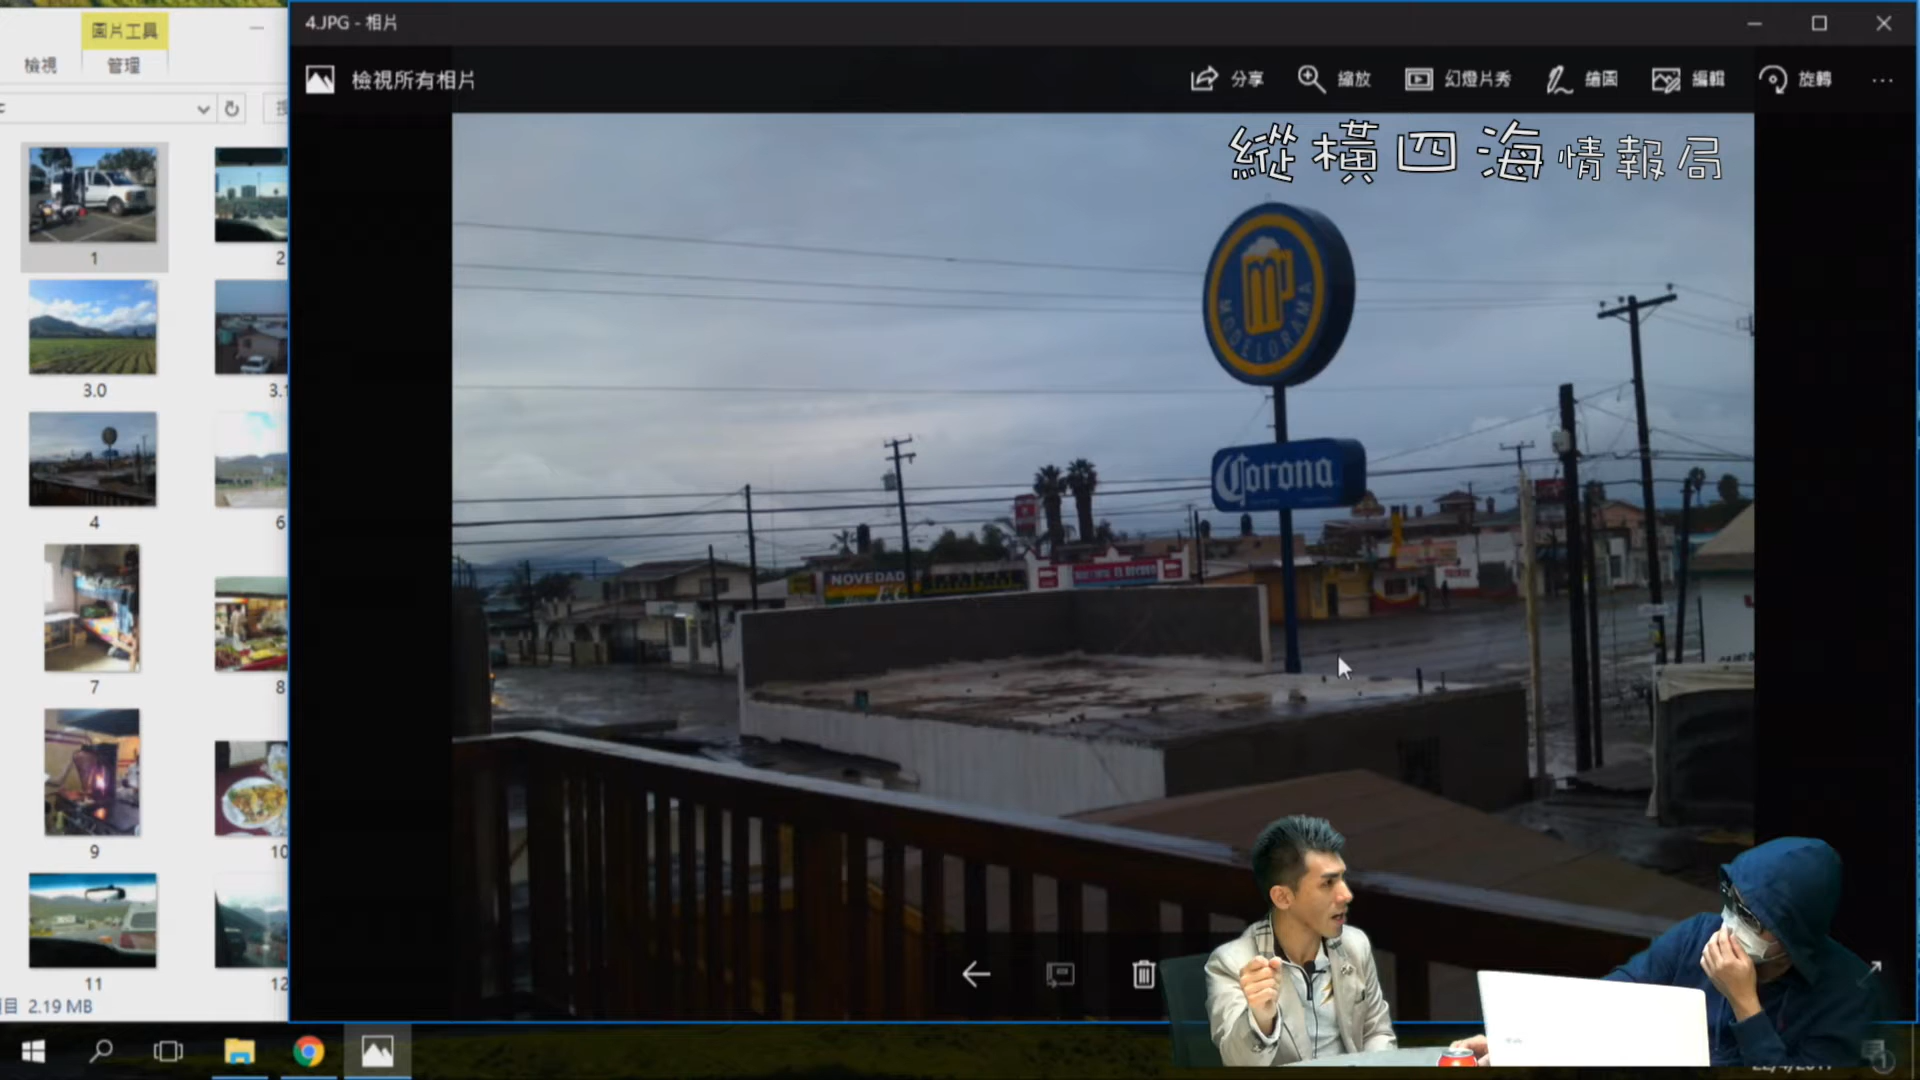 圖片工具
4.JPG - 相片
檢視
管理
檢視所有相片
分享
縮放
幻燈片秀
繪圖
編輯
旋轉
縱橫四海情報局
MODELORAMA
Corona
NOVEDAD
1
2
3.0
3.1
4
6
7
8
9
10
11
12
2.19 MB